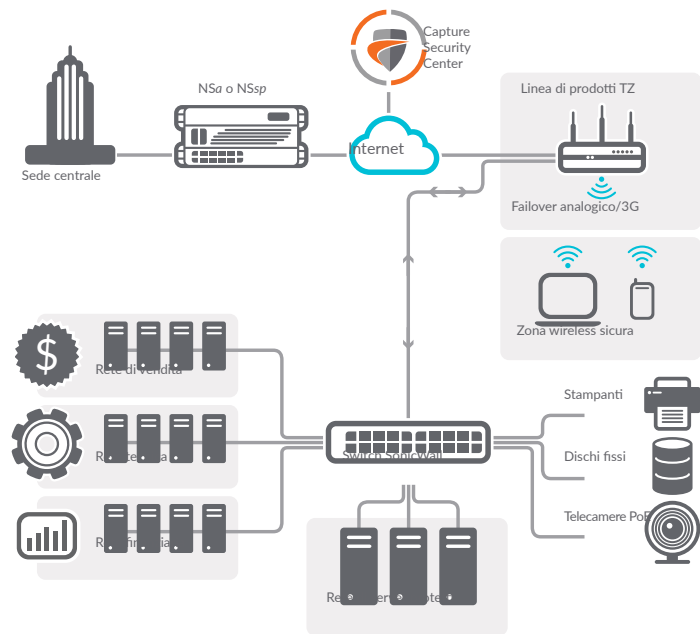 Capture
Security
Center
NSa o NSsp
Linea di prodotti TZ
Internet
Sede centrale
Failover analogico/3G
Zona wireless sicura
Rete di vendita
Stampanti
Switch SonicWall
Dischi fissi
Telecamere PoE